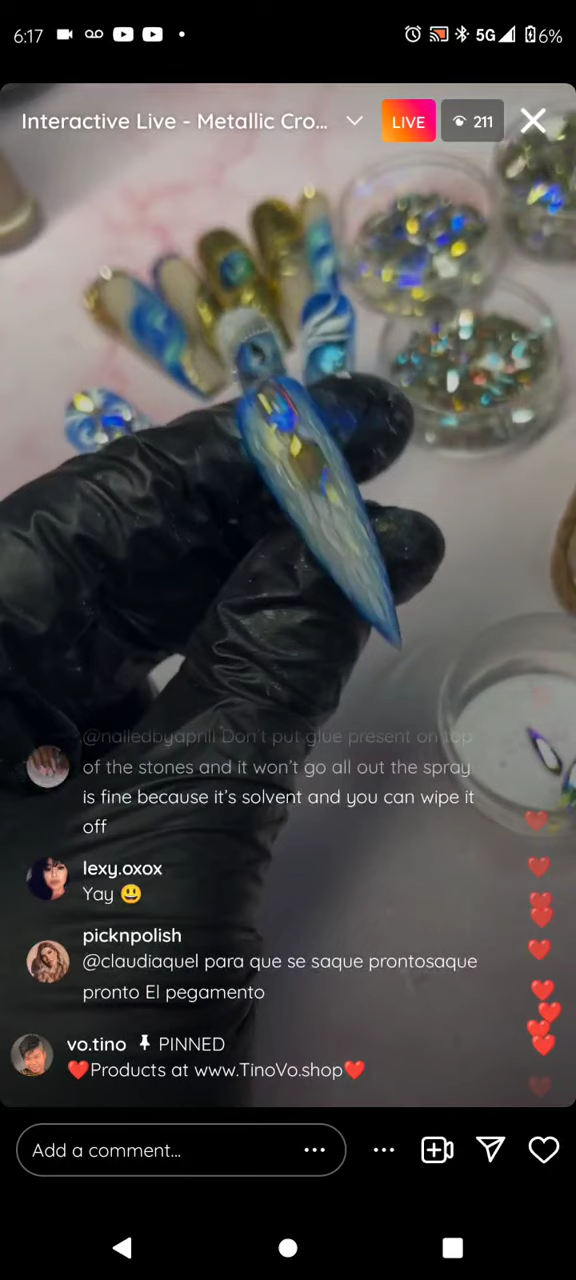 6:17
5G
6%
Interactive Live - Metallic Cro...
LIVE
211
@nailedbyaprill Don't put glue present on top
of the stones and it won't go all out the spray
is fine because it's solvent and you can wipe it
off
lexy.oxox
Yay 😃
picknpolish
@claudiaquel para que se saque prontosaque
pronto El pegamento
vo.tino PINNED
❤️Products at www.TinoVo.shop❤️
Add a comment...